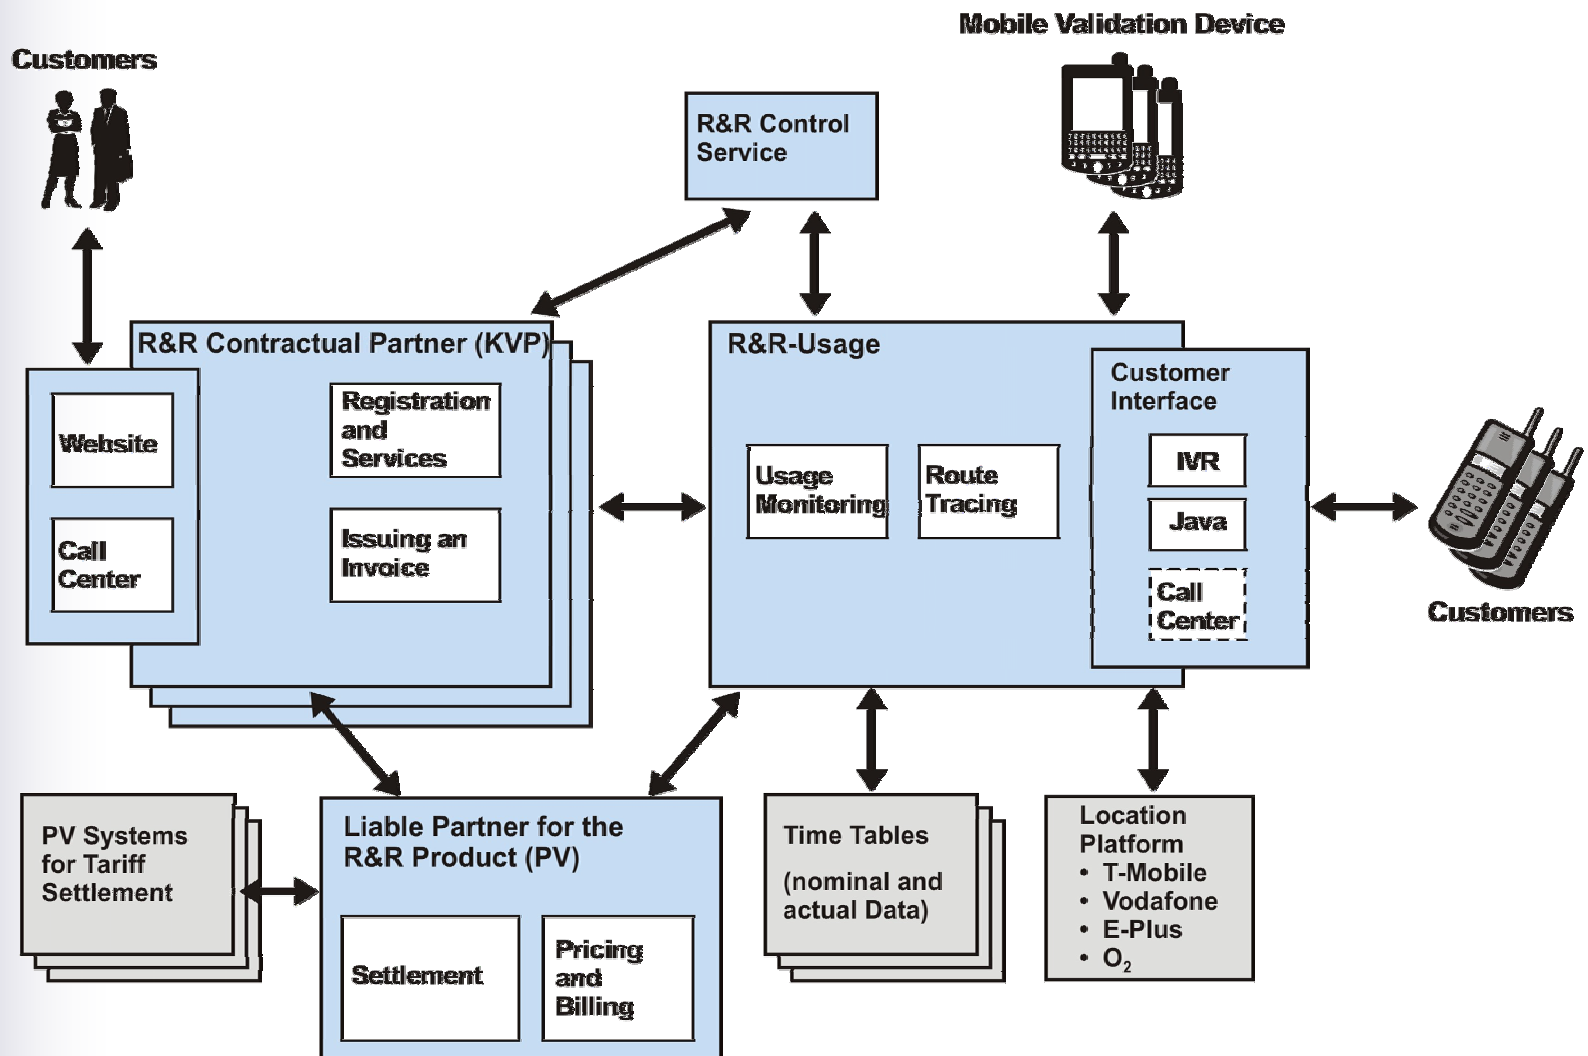 Mobile Validation Device
Customers
R&R Control
Service
R&R Contractual Partner (KVP)
Website
Call
Center
Registration
and
Services
Issuing an
Invoice
R&R-Usage
Usage
Monitoring
Route
Tracing
Customer
Interface
IVR
Java
Call
Center
Customers
PV Systems
for Tariff
Settlement
Liable Partner for the
R&R Product (PV)
Settlement
Pricing
and
Billing
Time Tables
(nominal and
actual Data)
Location
Platform
• T-Mobile
• Vodafone
• E-Plus
• O₂